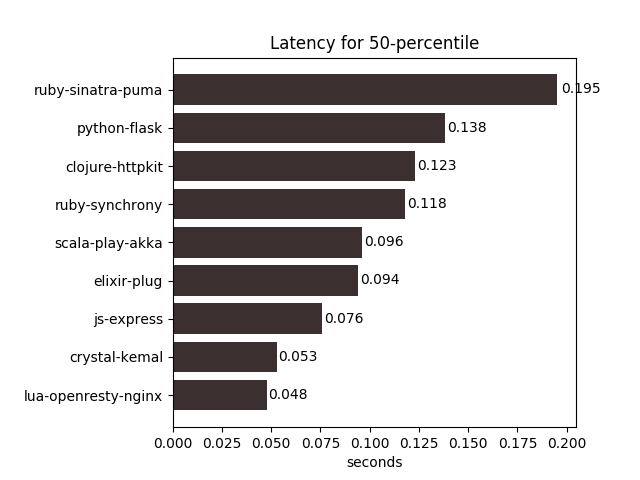 Latency for 50-percentile
ruby-sinatra-puma 0.195
python-flask 0.138
clojure-httpkit 0.123
ruby-synchrony 0.118
scala-play-akka 0.096
elixir-plug 0.094
js-express 0.076
crystal-kemal 0.053
lua-openresty-nginx 0.048
0.000 0.025 0.050 0.075 0.100 0.125 0.150 0.175 0.200
seconds